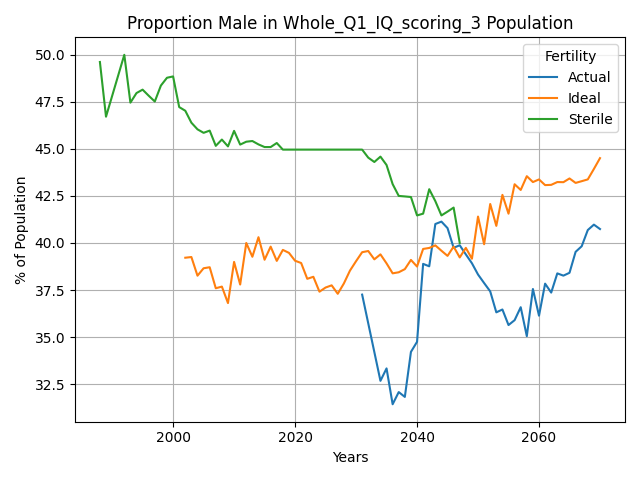 Proportion Male in Whole_Q1_IQ_scoring_3 Population
Fertility
Actual
Ideal
Sterile
50.0
47.5
45.0
42.5
40.0
37.5
35.0
32.5
% of Population
2000
2020
2040
2060
Years